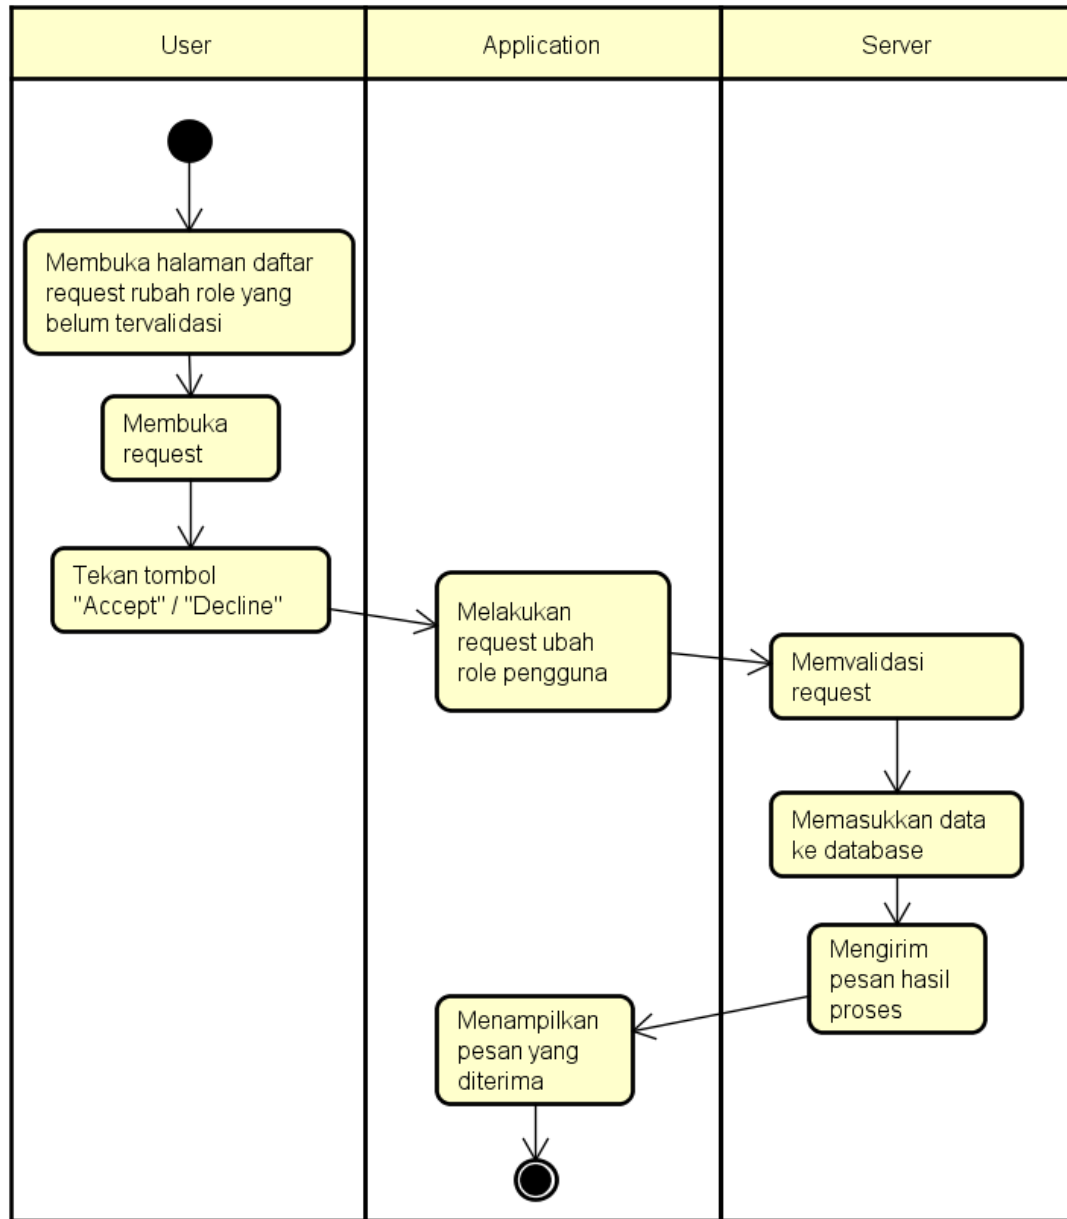 User
Application
Server
Membuka halaman daftar
request rubah role yang
belum tervalidasi
Membuka
request
Tekan tombol
"Accept" / "Decline"
Melakukan
request ubah
role pengguna
Memvalidasi
request
Memasukkan data
ke database
Mengirim
pesan hasil
proses
Menampilkan
pesan yang
diterima